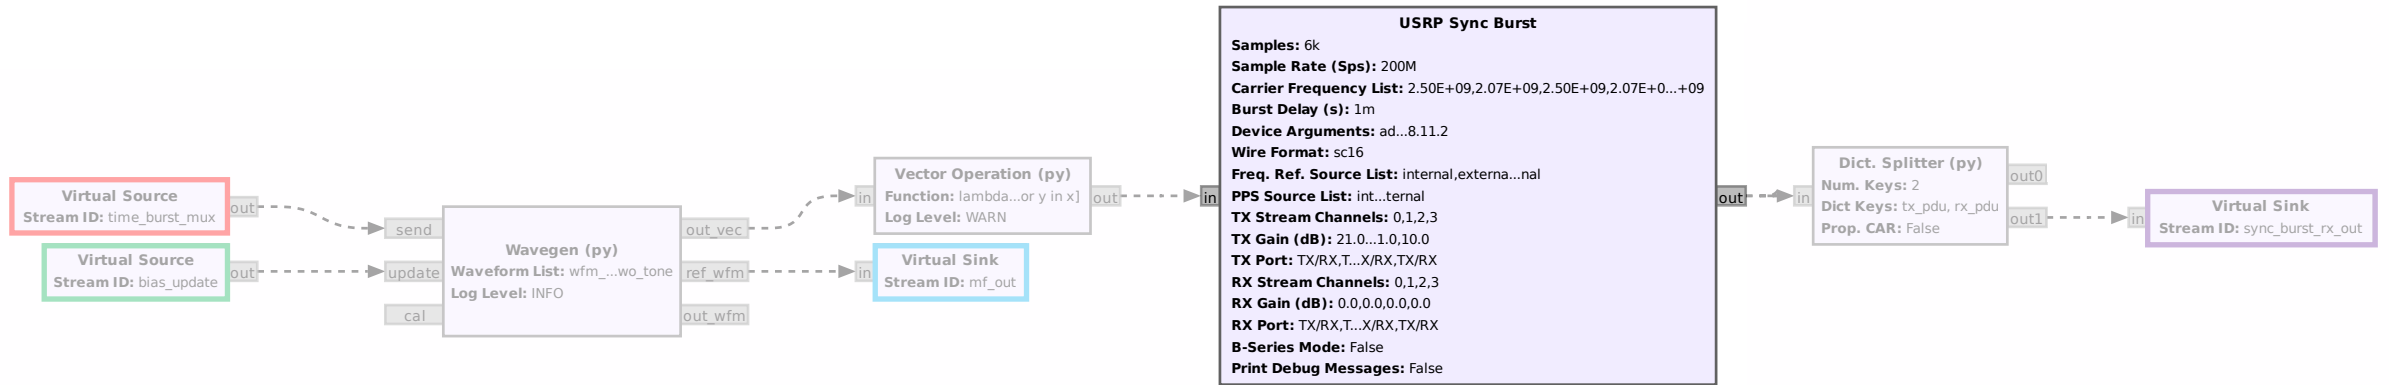 Virtual Source
Stream ID: time_burst_mux
out
Virtual Source
Stream ID: bias_update
out
send
update
cal
Wavegen (py)
Waveform List: wfm_...wo_tone
Log Level: INFO
out_vec
ref_wfm
out_wfm
in
Vector Operation (py)
Function: lambda...or y in x]
Log Level: WARN
out
in
Virtual Sink
Stream ID: mf_out
in
USRP Sync Burst
Samples: 6k
Sample Rate (Sps): 200M
Carrier Frequency List: 2.50E+09,2.07E+09,2.50E+09,2.07E+0...+09
Burst Delay (s): 1m
Device Arguments: ad...8.11.2
Wire Format: sc16
Freq. Ref. Source List: internal,externa...nal
PPS Source List: int...ternal
TX Stream Channels: 0,1,2,3
TX Gain (dB): 21.0...1.0,10.0
TX Port: TX/RX,T...X/RX,TX/RX
RX Stream Channels: 0,1,2,3
RX Gain (dB): 0.0,0.0,0.0,0.0
RX Port: TX/RX,T...X/RX,TX/RX
B-Series Mode: False
Print Debug Messages: False
out
in
Dict. Splitter (py)
Num. Keys: 2
Dict Keys: tx_pdu, rx_pdu
Prop. CAR: False
out0
out1
in
Virtual Sink
Stream ID: sync_burst_rx_out